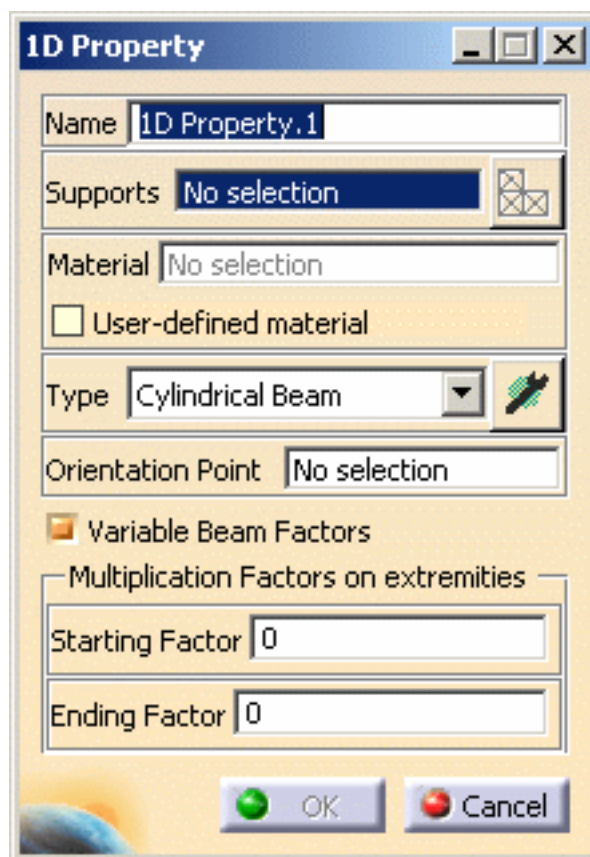 1D Property
Name 1D Property.1
Supports No selection
Material No selection
User-defined material
Type Cylindrical Beam
Orientation Point No selection
Variable Beam Factors
Multiplication Factors on extremities
Starting Factor 0
Ending Factor 0
OK Cancel